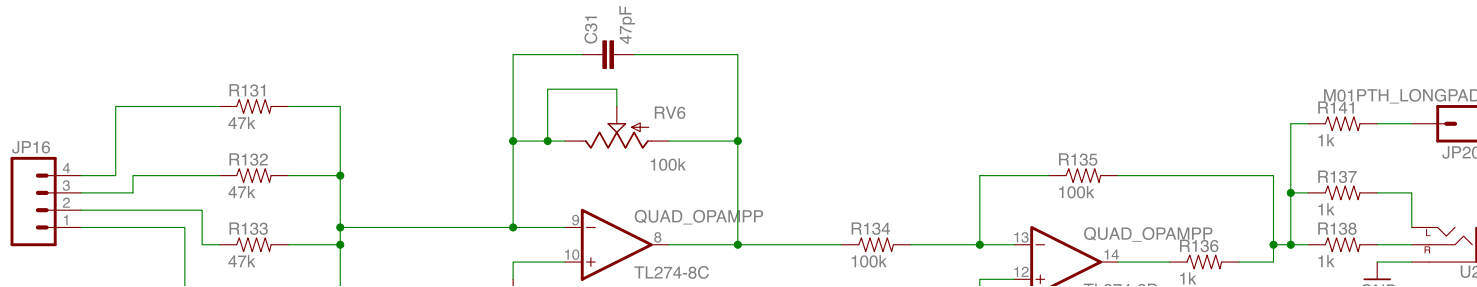 C31
47pF
R131
47k
RV6
100k
M01PTH_LONGPAD
R141
1k
JP20
JP16
4
3
2
1
R132
47k
R133
47k
9
10
8
QUAD_OPAMPP
TL274-8C
R134
100k
R135
100k
13
12
14
QUAD_OPAMPP
R136
1k
R137
1k
R138
1k
L
R
U2